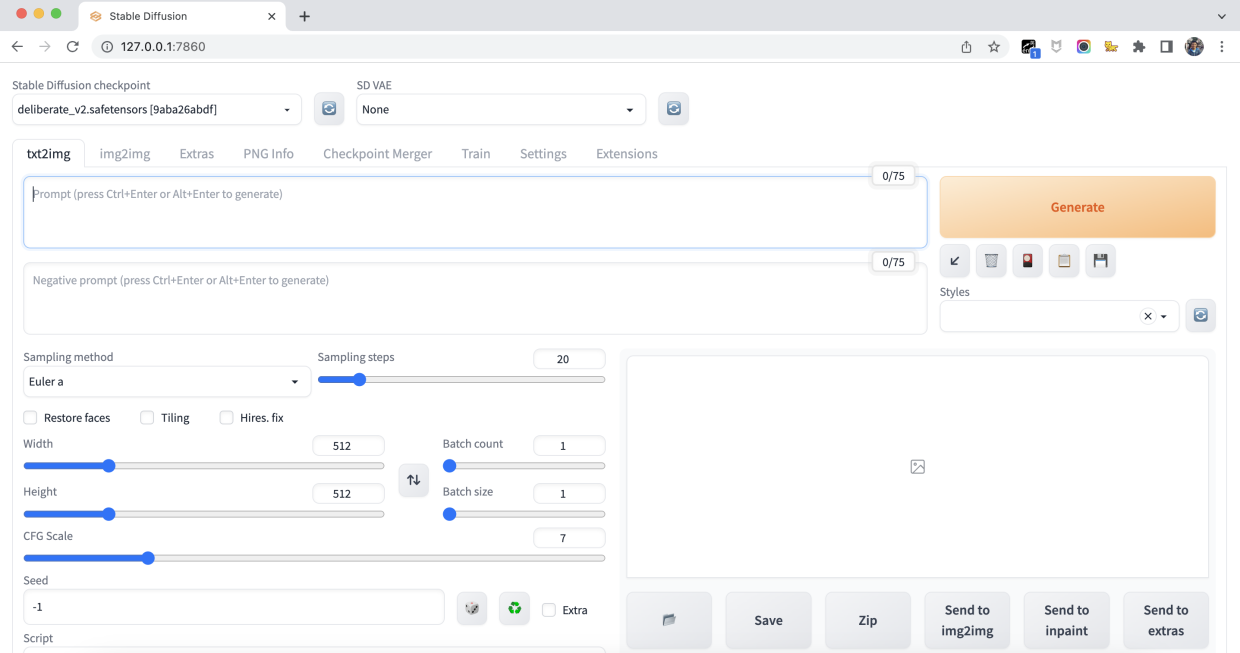 Stable Diffusion
127.0.0.1:7860
1
Stable Diffusion checkpoint
SD VAE
deliberate_v2.safetensors [9aba26abdf]
None
txt2img img2img Extras PNG Info Checkpoint Merger Train Settings Extensions
0/75
Prompt (press Ctrl+Enter or Alt+Enter to generate)
Generate
0/75
Negative prompt (press Ctrl+Enter or Alt+Enter to generate)
Styles
Sampling method
Sampling steps
20
Euler a
Restore faces
Tiling
Hires. fix
Width
512
Batch count
1
Height
512
Batch size
1
CFG Scale
7
Seed
-1
Extra
Script
Save
Zip
Send to
img2img
Send to
inpaint
Send to
extras